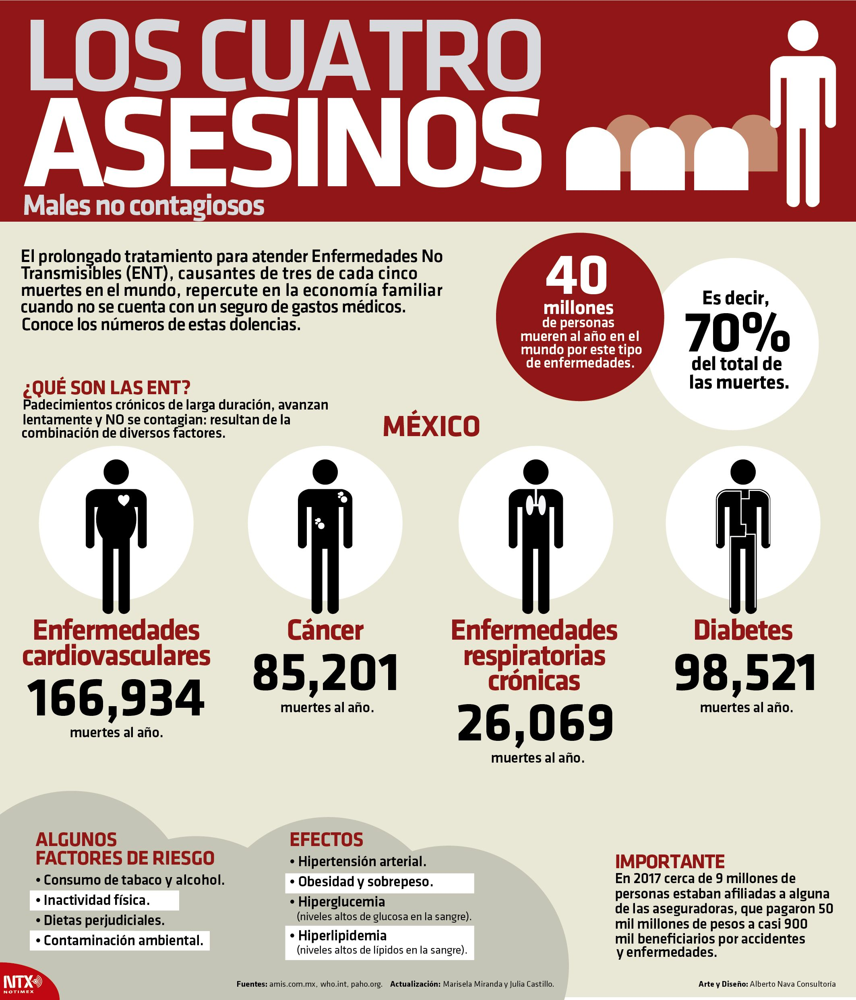 LOS CUATRO
ASESINOS
Males no contagiosos
El prolongado tratamiento para atender Enfermedades No
Transmisibles (ENT), causantes de tres de cada cinco
muertes en el mundo, repercute en la economía familiar
cuando no se cuenta con un seguro de gastos médicos.
Conoce los números de estas dolencias.
40
millones
de personas
mueren al año en el
mundo por este tipo
de enfermedades.
Es decir,
70%
del total de
las muertes.
¿QUÉ SON LAS ENT?
Padecimientos crónicos de larga duración, avanzan
lentamente y NO se contagian: resultan de la
combinación de diversos factores.
MÉXICO
Enfermedades
cardiovasculares
166,934
muertes al año.
Cáncer
85,201
muertes al año.
Enfermedades
respiratorias
crónicas
26,069
muertes al año.
Diabetes
98,521
muertes al año.
ALGUNOS
FACTORES DE RIESGO
• Consumo de tabaco y alcohol.
• Inactividad física.
• Dietas perjudiciales.
• Contaminación ambiental.
EFECTOS
• Hipertensión arterial.
• Obesidad y sobrepeso.
• Hiperglucemia
(niveles altos de glucosa en la sangre).
• Hiperlipidemia
(niveles altos de lípidos en la sangre).
IMPORTANTE
En 2017 cerca de 9 millones de
personas estaban afiliadas a alguna
de las aseguradoras, que pagaron 50
mil millones de pesos a casi 900
mil beneficiarios por accidentes
y enfermedades.
NTX
NOTIMEX
Fuentes: amis.com.mx, who.int, paho.org. Actualización: Marisela Miranda y Julia Castillo.
Arte y Diseño: Alberto Nava Consultoría